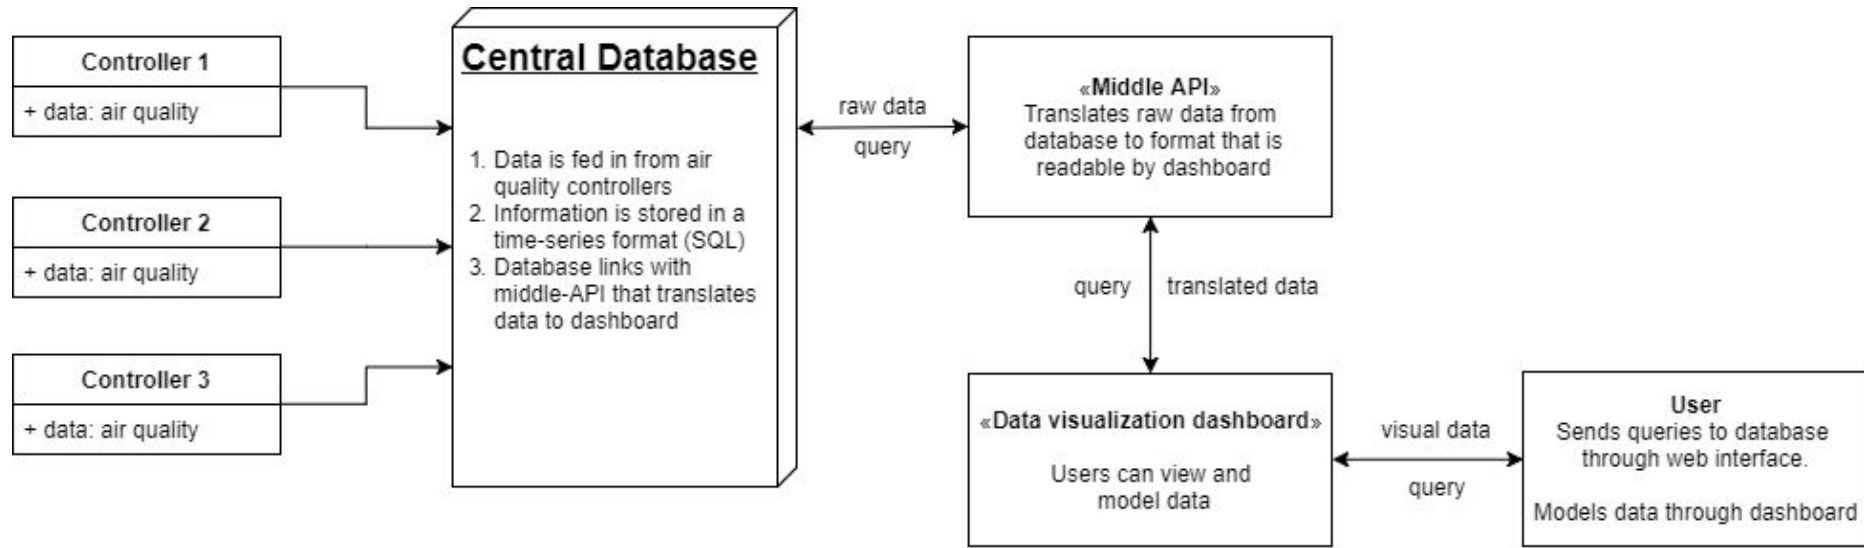 Controller 1
+ data: air quality
Controller 2
+ data: air quality
Controller 3
+ data: air quality
Central Database
1. Data is fed in from air
quality controllers
2. Information is stored in a
time-series format (SQL)
3. Database links with
middle-API that translates
data to dashboard
raw data
query
«Middle API»
Translates raw data from
database to format that is
readable by dashboard
query
translated data
«Data visualization dashboard»
Users can view and
model data
visual data
query
User
Sends queries to database
through web interface.
Models data through dashboard